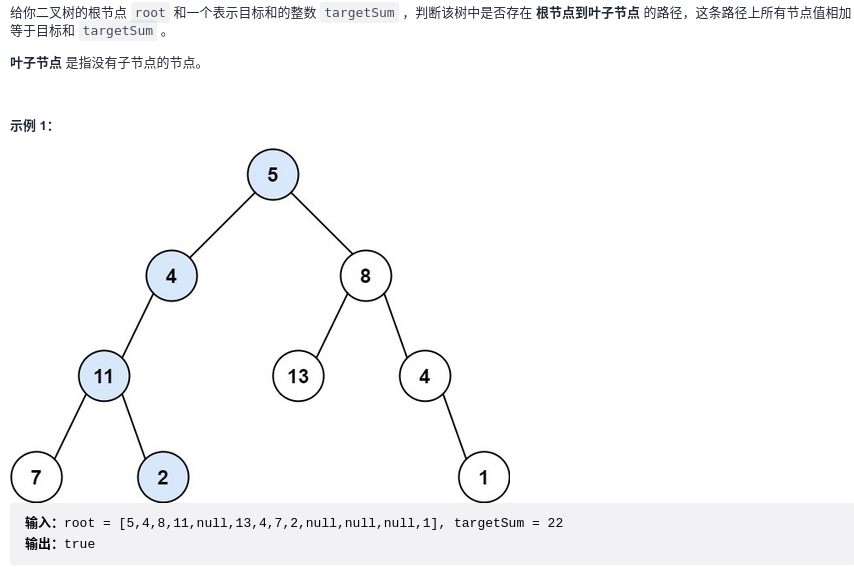 给你二叉树的根节点 root 和一个表示目标和的整数 targetSum ，判断该树中是否存在 根节点到叶子节点 的路径，这条路径上所有节点值相加
等于目标和 targetSum 。
叶子节点 是指没有子节点的节点。
示例 1：
5
4
8
11
13
4
7
2
1
输入：root = [5,4,8,11,null,13,4,7,2,null,null,null,1], targetSum = 22
输出：true